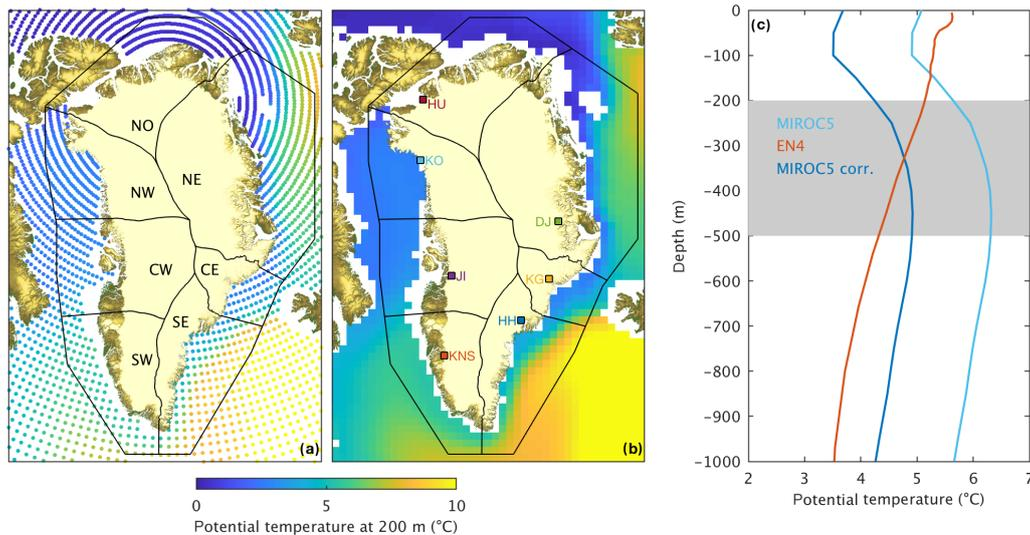 NO
NE
NW
CW
CE
SE
SW
(a)
HU
KO
DJ
JI
KG
HH
KNS
(b)
0
5
10
Potential temperature at 200 m (°C)
(c)
0
-100
-200
-300
-400
-500
-600
-700
-800
-900
-1000
Depth (m)
MIROC5
EN4
MIROC5 corr.
2
3
4
5
6
7
Potential temperature (°C)